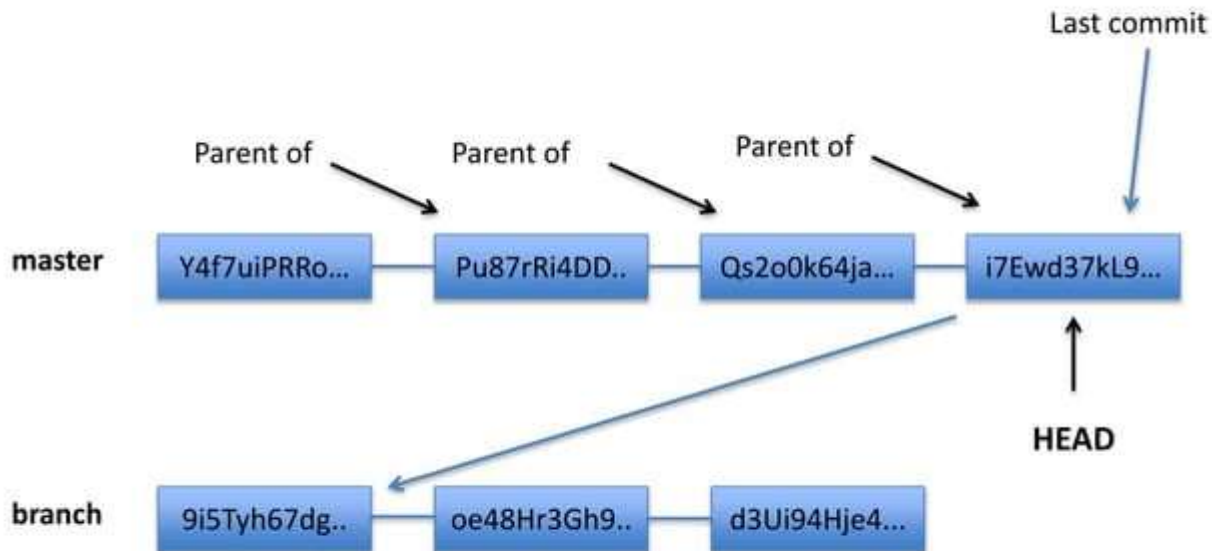 Last commit
Parent of Parent of Parent of
master Y4f7uiPRRo... Pu87rRi4DD.. Qs2o0k64ja... i7Ewd37kL9...
HEAD
branch 9i5Tyh67dg.. oe48Hr3Gh9.. d3Ui94Hje4...